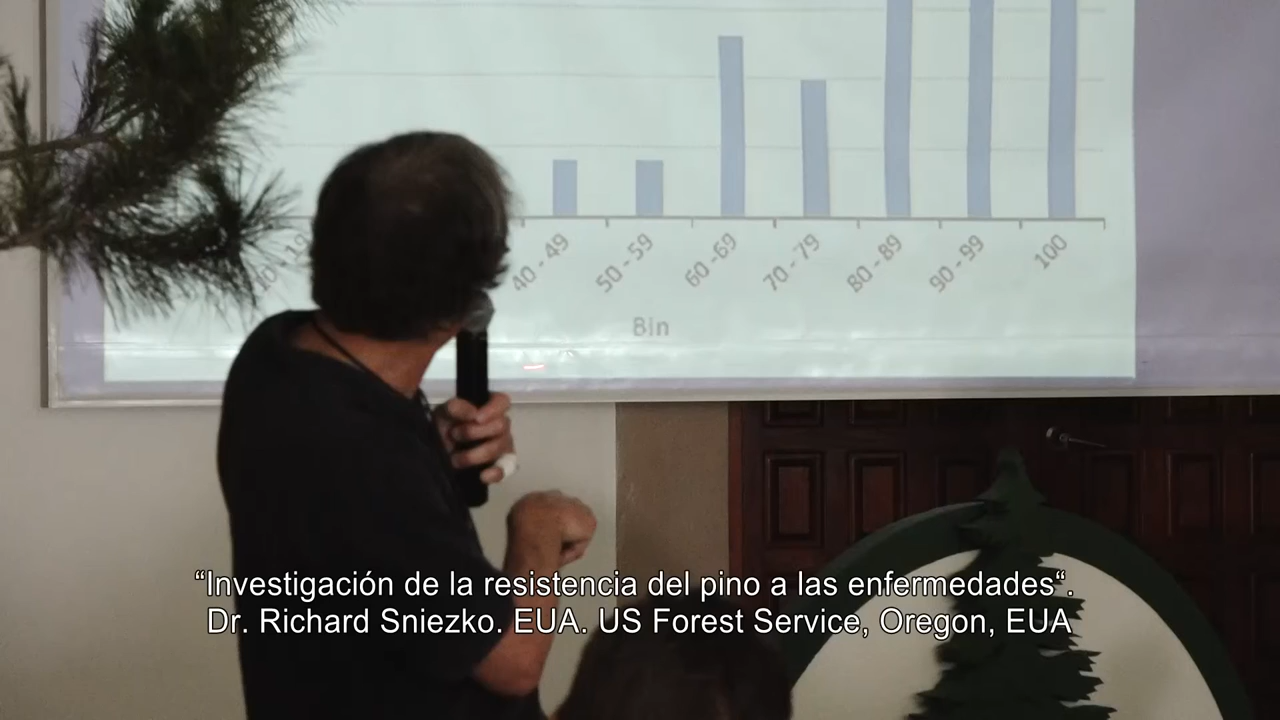 40 - 49
50 - 59
60 -69
70 - 79
80 - 89
90 - 99
100
Bin
“Investigación de la resistencia del pino a las enfermedades“.
Dr. Richard Sniezko. EUA. US Forest Service, Oregon, EUA